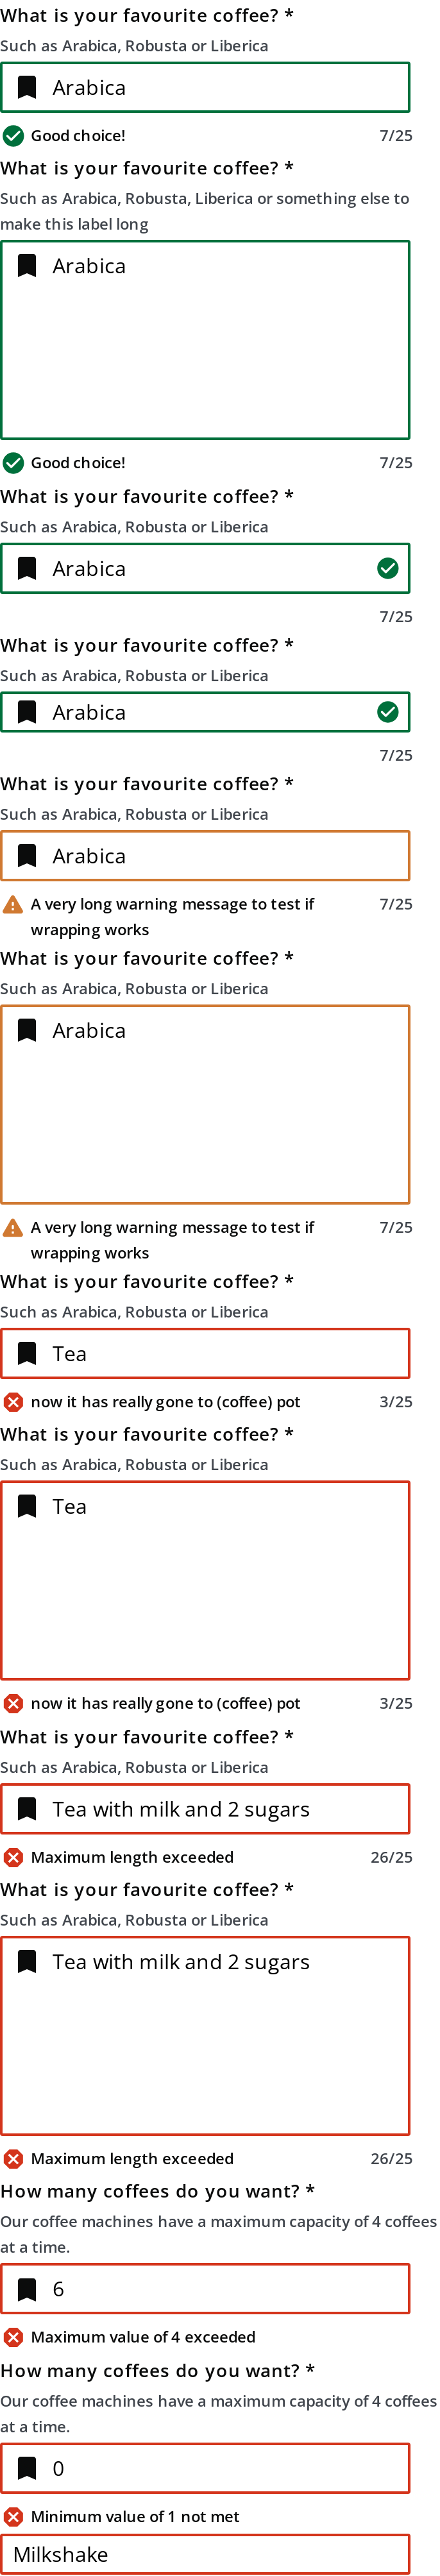 What is your favourite coffee? *
Such as Arabica, Robusta or Liberica
Arabica
Good choice! 7/25
What is your favourite coffee? *
Such as Arabica, Robusta, Liberica or something else to
make this label long
Arabica
Good choice! 7/25
What is your favourite coffee? *
Such as Arabica, Robusta or Liberica
Arabica
7/25
What is your favourite coffee? *
Such as Arabica, Robusta or Liberica
Arabica
7/25
What is your favourite coffee? *
Such as Arabica, Robusta or Liberica
Arabica
A very long warning message to test if 7/25
wrapping works
What is your favourite coffee? *
Such as Arabica, Robusta or Liberica
Arabica
A very long warning message to test if 7/25
wrapping works
What is your favourite coffee? *
Such as Arabica, Robusta or Liberica
Tea
now it has really gone to (coffee) pot 3/25
What is your favourite coffee? *
Such as Arabica, Robusta or Liberica
Tea
now it has really gone to (coffee) pot 3/25
What is your favourite coffee? *
Such as Arabica, Robusta or Liberica
Tea with milk and 2 sugars
Maximum length exceeded 26/25
What is your favourite coffee? *
Such as Arabica, Robusta or Liberica
Tea with milk and 2 sugars
Maximum length exceeded 26/25
How many coffees do you want? *
Our coffee machines have a maximum capacity of 4 coffees
at a time.
6
Maximum value of 4 exceeded
How many coffees do you want? *
Our coffee machines have a maximum capacity of 4 coffees
at a time.
0
Minimum value of 1 not met
Milkshake